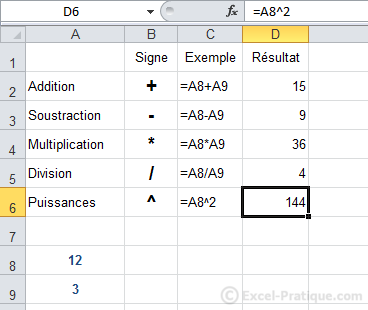 D6 fx =A8^2
A B C D
1 Signe Exemple Résultat
2 Addition + =A8+A9 15
3 Soustraction - =A8-A9 9
4 Multiplication * =A8*A9 36
5 Division / =A8/A9 4
6 Puissances ^ =A8^2 144
7
8 12
9 3
© Excel-Pratique.com